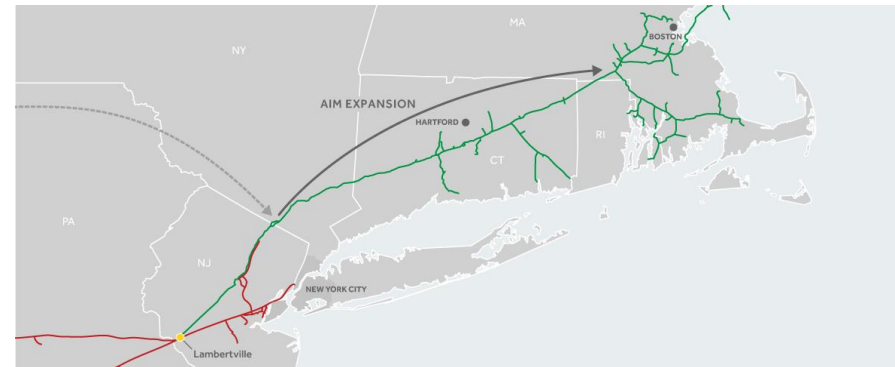 MA
NY
BOSTON
AIM EXPANSION
HARTFORD
CT
RI
PA
NJ
NEW YORK CITY
Lambertville